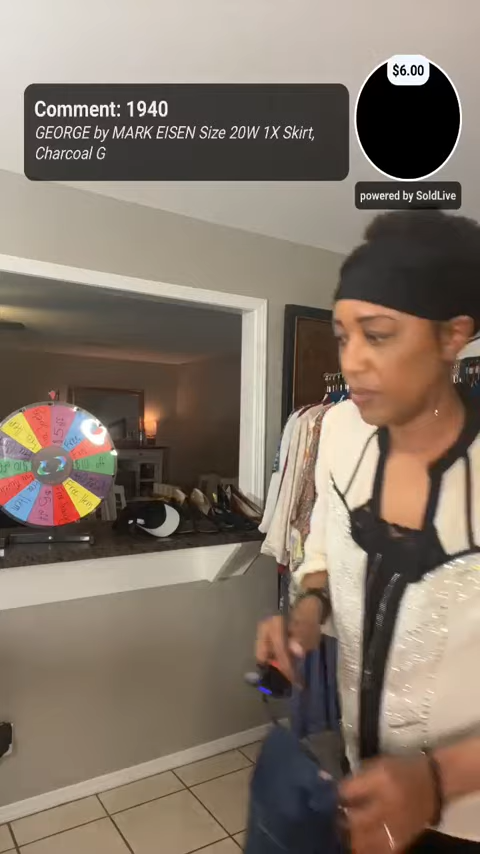 $6.00
Comment: 1940
GEORGE by MARK EISEN Size 20W 1X Skirt,
Charcoal G
powered by SoldLive